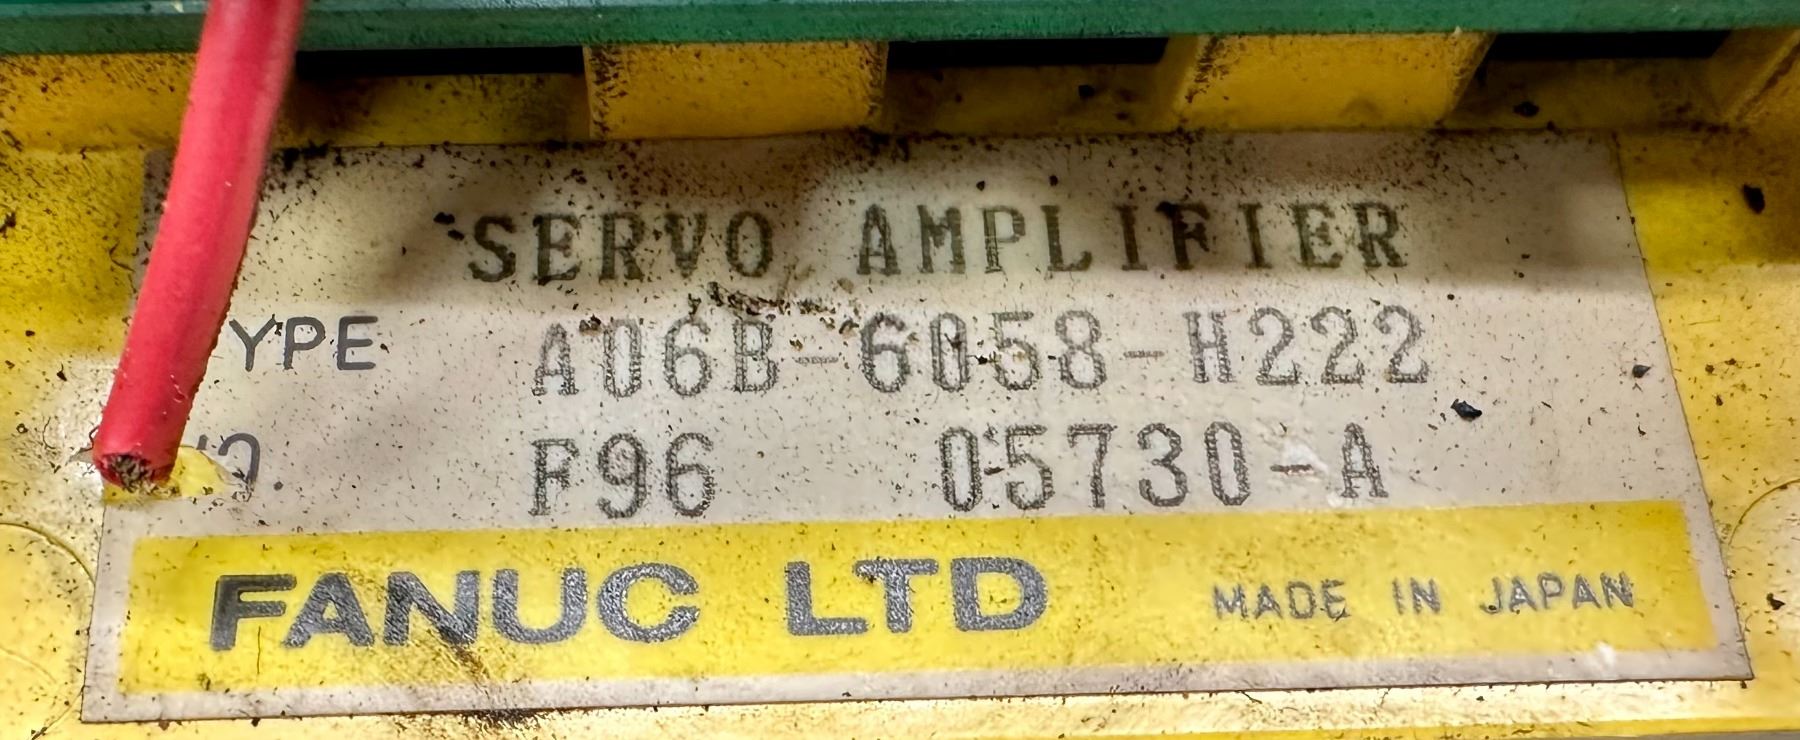 SERVO AMPLIFIER
YPE A06B-6058-H222
O. F96 05730-A
FANUC LTD MADE IN JAPAN